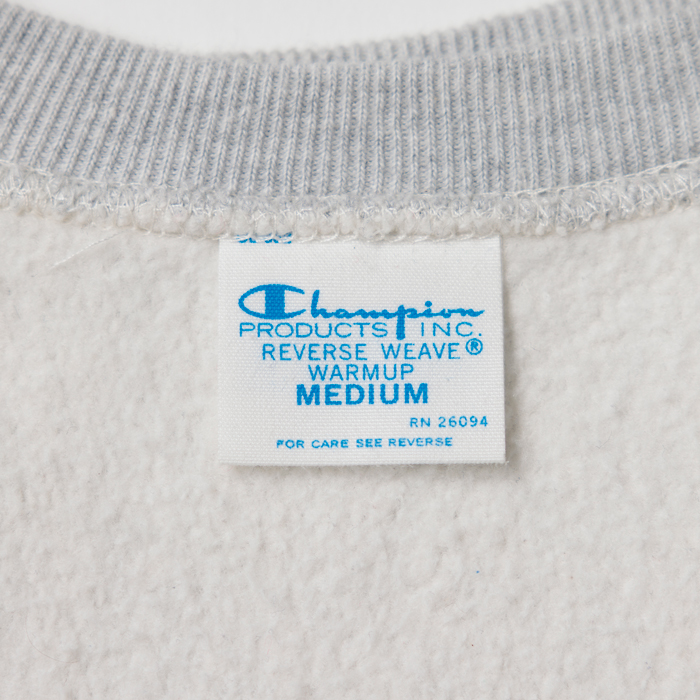 Champion
PRODUCTS INC.
REVERSE WEAVE®
WARMUP
MEDIUM
RN 26094
FOR CARE SEE REVERSE